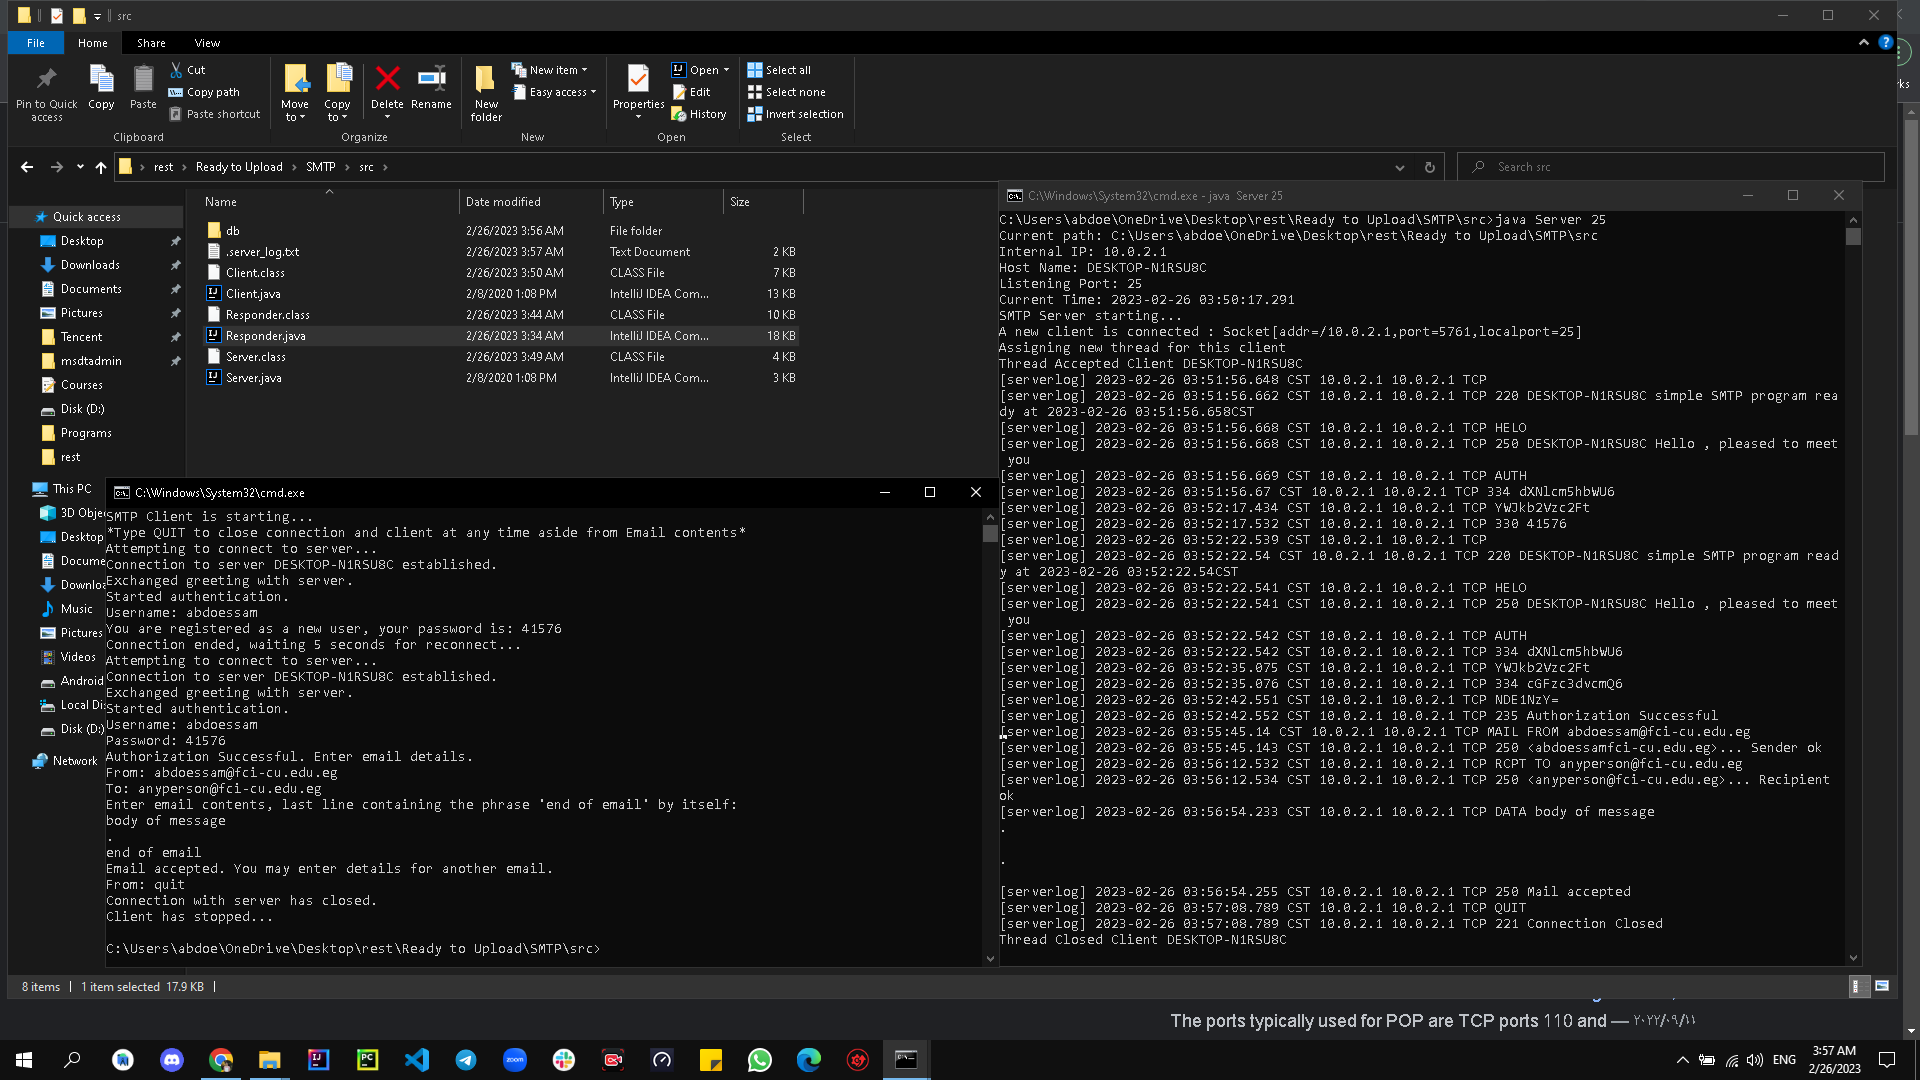 src
File
Home
Share
View
Pin to Quick access
Copy
Paste
Cut
Copy path
Paste shortcut
Clipboard
Move to
Copy to
Delete
Rename
Organize
New folder
New item
Easy access
New
Properties
Open
Edit
History
Open
Select all
Select none
Invert selection
Select
rest > Ready to Upload > SMTP > src >
Search src
Name Date modified Type Size
db 2/26/2023 3:56 AM File folder
.server_log.txt 2/26/2023 3:57 AM Text Document 2 KB
Client.class 2/26/2023 3:50 AM CLASS File 7 KB
Client.java 2/8/2020 1:08 PM IntelliJ IDEA Com... 13 KB
Responder.class 2/26/2023 3:44 AM CLASS File 10 KB
Responder.java 2/26/2023 3:34 AM IntelliJ IDEA Com... 18 KB
Server.class 2/26/2023 3:49 AM CLASS File 4 KB
Server.java 2/8/2020 1:08 PM IntelliJ IDEA Com... 3 KB
Quick access
Desktop
Downloads
Documents
Pictures
Tencent
msdtadmin
Courses
Disk (D:)
Programs
rest
This PC
3D Obje
Desktop
Docume
Downloa
Music
Pictures
Videos
Android
Local Dis
Disk (D:)
Network
C:\Windows\System32\cmd.exe
SMTP Client is starting...
*Type QUIT to close connection and client at any time aside from Email contents*
Attempting to connect to server...
Connection to server DESKTOP-N1RSU8C established.
Exchanged greeting with server.
Started authentication.
Username: abdoessam
You are registered as a new user, your password is: 41576
Connection ended, waiting 5 seconds for reconnect...
Attempting to connect to server...
Connection to server DESKTOP-N1RSU8C established.
Exchanged greeting with server.
Started authentication.
Username: abdoessam
Password: 41576
Authorization Successful. Enter email details.
From: abdoessam@fci-cu.edu.eg
To: anyperson@fci-cu.edu.eg
Enter email contents, last line containing the phrase 'end of email' by itself:
body of message
.
end of email
Email accepted. You may enter details for another email.
From: quit
Connection with server has closed.
Client has stopped...
C:\Users\abdoe\OneDrive\Desktop\rest\Ready to Upload\SMTP\src>
C:\Windows\System32\cmd.exe - java Server 25
C:\Users\abdoe\OneDrive\Desktop\rest\Ready to Upload\SMTP\src>java Server 25
Current path: C:\Users\abdoe\OneDrive\Desktop\rest\Ready to Upload\SMTP\src
Internal IP: 10.0.2.1
Host Name: DESKTOP-N1RSU8C
Listening Port: 25
Current Time: 2023-02-26 03:50:17.291
SMTP Server starting...
A new client is connected : Socket[addr=/10.0.2.1,port=5761,localport=25]
Assigning new thread for this client
Thread Accepted Client DESKTOP-N1RSU8C
[serverlog] 2023-02-26 03:51:56.648 CST 10.0.2.1 10.0.2.1 TCP
[serverlog] 2023-02-26 03:51:56.662 CST 10.0.2.1 10.0.2.1 TCP 220 DESKTOP-N1RSU8C simple SMTP program rea
dy at 2023-02-26 03:51:56.658CST
[serverlog] 2023-02-26 03:51:56.668 CST 10.0.2.1 10.0.2.1 TCP HELO
[serverlog] 2023-02-26 03:51:56.668 CST 10.0.2.1 10.0.2.1 TCP 250 DESKTOP-N1RSU8C Hello , pleased to meet
you
[serverlog] 2023-02-26 03:51:56.669 CST 10.0.2.1 10.0.2.1 TCP AUTH
[serverlog] 2023-02-26 03:51:56.67 CST 10.0.2.1 10.0.2.1 TCP 334 dXNlcm5hbWU6
[serverlog] 2023-02-26 03:52:17.434 CST 10.0.2.1 10.0.2.1 TCP YWJkb2Vzc2Ft
[serverlog] 2023-02-26 03:52:17.532 CST 10.0.2.1 10.0.2.1 TCP 330 41576
[serverlog] 2023-02-26 03:52:22.539 CST 10.0.2.1 10.0.2.1 TCP
[serverlog] 2023-02-26 03:52:22.54 CST 10.0.2.1 10.0.2.1 TCP 220 DESKTOP-N1RSU8C simple SMTP program read
y at 2023-02-26 03:52:22.54CST
[serverlog] 2023-02-26 03:52:22.541 CST 10.0.2.1 10.0.2.1 TCP HELO
[serverlog] 2023-02-26 03:52:22.541 CST 10.0.2.1 10.0.2.1 TCP 250 DESKTOP-N1RSU8C Hello , pleased to meet
you
[serverlog] 2023-02-26 03:52:22.542 CST 10.0.2.1 10.0.2.1 TCP AUTH
[serverlog] 2023-02-26 03:52:22.542 CST 10.0.2.1 10.0.2.1 TCP 334 dXNlcm5hbWU6
[serverlog] 2023-02-26 03:52:35.075 CST 10.0.2.1 10.0.2.1 TCP YWJkb2Vzc2Ft
[serverlog] 2023-02-26 03:52:35.076 CST 10.0.2.1 10.0.2.1 TCP 334 cGFzc3dvcmQ6
[serverlog] 2023-02-26 03:52:42.551 CST 10.0.2.1 10.0.2.1 TCP NDE1NzY=
[serverlog] 2023-02-26 03:52:42.552 CST 10.0.2.1 10.0.2.1 TCP 235 Authorization Successful
[serverlog] 2023-02-26 03:55:45.14 CST 10.0.2.1 10.0.2.1 TCP MAIL FROM abdoessam@fci-cu.edu.eg
[serverlog] 2023-02-26 03:55:45.143 CST 10.0.2.1 10.0.2.1 TCP 250 <abdoessamfci-cu.edu.eg>... Sender ok
[serverlog] 2023-02-26 03:56:12.532 CST 10.0.2.1 10.0.2.1 TCP RCPT TO anyperson@fci-cu.edu.eg
[serverlog] 2023-02-26 03:56:12.534 CST 10.0.2.1 10.0.2.1 TCP 250 <anyperson@fci-cu.edu.eg>... Recipient
ok
[serverlog] 2023-02-26 03:56:54.233 CST 10.0.2.1 10.0.2.1 TCP DATA body of message
.
.
[serverlog] 2023-02-26 03:56:54.255 CST 10.0.2.1 10.0.2.1 TCP 250 Mail accepted
[serverlog] 2023-02-26 03:57:08.789 CST 10.0.2.1 10.0.2.1 TCP QUIT
[serverlog] 2023-02-26 03:57:08.789 CST 10.0.2.1 10.0.2.1 TCP 221 Connection Closed
Thread Closed Client DESKTOP-N1RSU8C
8 items | 1 item selected 17.9 KB |
The ports typically used for POP are TCP ports 110 and — ٢٠٢٢/٠٩/١١
ENG
3:57 AM
2/26/2023